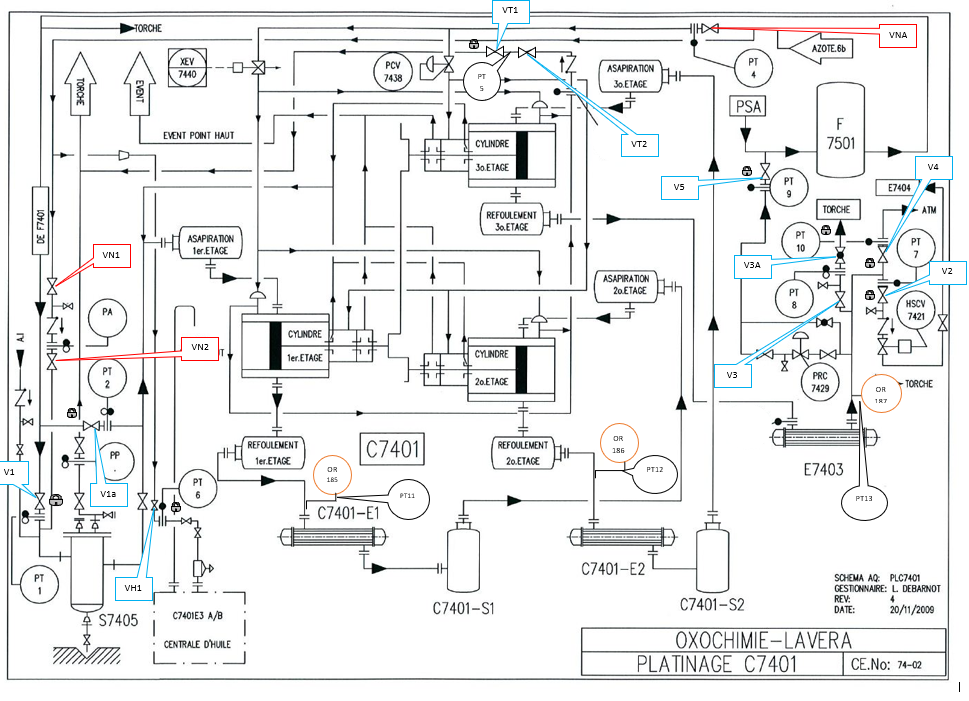 VT1
VNA
TORCHE
AZOTE.6b
XEV
7440
PCV
7438
PT
5
ASAPIRATION
3o.ETAGE
PT
4
TORCHE
EVENT
PSA
F
7501
EVENT POINT HAUT
VT2
CYLINDRE
3o.ETAGE
V4
V5
PT
9
E7404
DE F7401
REFOULEMENT
3o.ETAGE
TORCHE
ATM
ASAPIRATION
1er.ETAGE
PT
10
PT
7
VN1
V3A
V2
ASAPIRATION
2o.ETAGE
PT
8
HSCV
7421
PA
CYLINDRE
1er.ETAGE
CYLINDRE
2o.ETAGE
VN2
T
A.I
PT
2
V3
PRC
7429
OR
187
TORCHE
REFOULEMENT
1er.ETAGE
C7401
REFOULEMENT
2o.ETAGE
OR
186
E7403
PP
V1
V1a
PT
6
OR
185
PT11
PT12
PT13
C7401-E1
C7401-E2
PT
1
VH1
S7405
C7401-S1
C7401-S2
C7401E3 A/B
CENTRALE D'HUILE
SCHEMA AQ: PLC7401
GESTIONNAIRE: L. DEBARNOT
REV: 4
DATE: 20/11/2009
OXOCHIMIE-LAVERA
PLATINAGE C7401
CE.No: 74-02